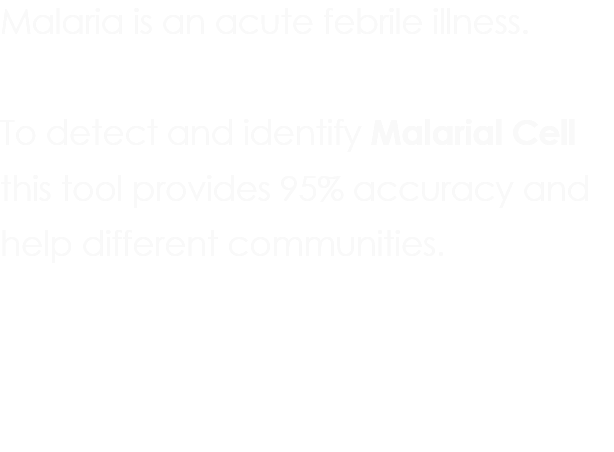 Malaria is an acute febrile illness.
To detect and identify Malarial Cell
this tool provides 95% accuracy and
help different communities.